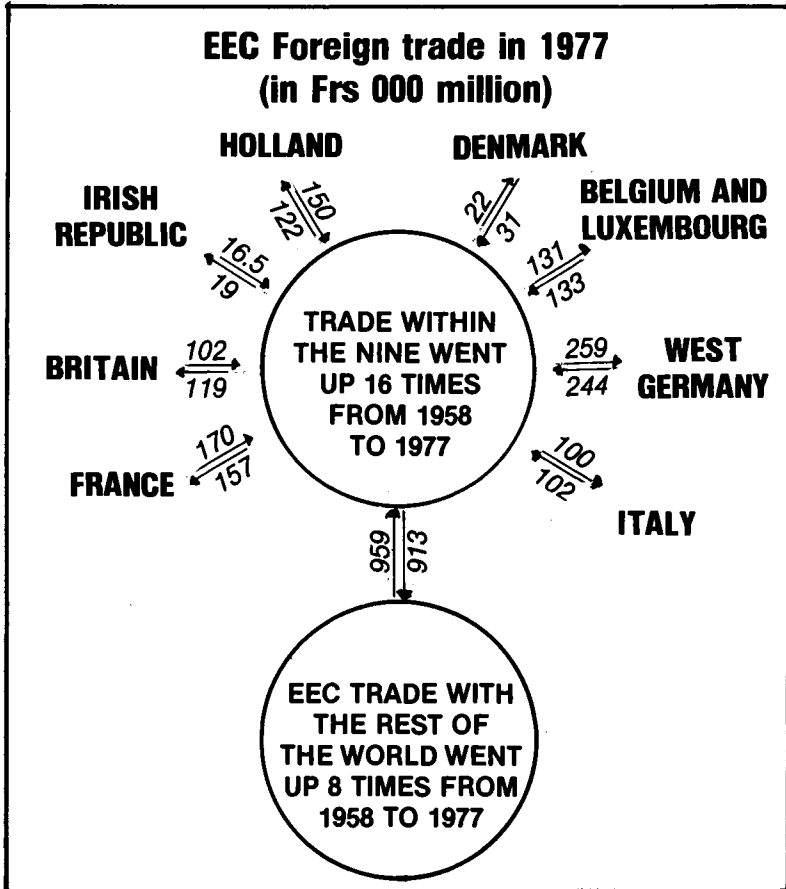 EEC Foreign trade in 1977
(in Frs 000 million)
HOLLAND
150
122
DENMARK
22
31
IRISH
REPUBLIC
16.5
19
BELGIUM AND
LUXEMBOURG
131
133
BRITAIN
102
119
TRADE WITHIN
THE NINE WENT
UP 16 TIMES
FROM 1958
TO 1977
259
244
WEST
GERMANY
FRANCE
170
157
100
102
ITALY
959
913
EEC TRADE WITH
THE REST OF
THE WORLD WENT
UP 8 TIMES FROM
1958 TO 1977